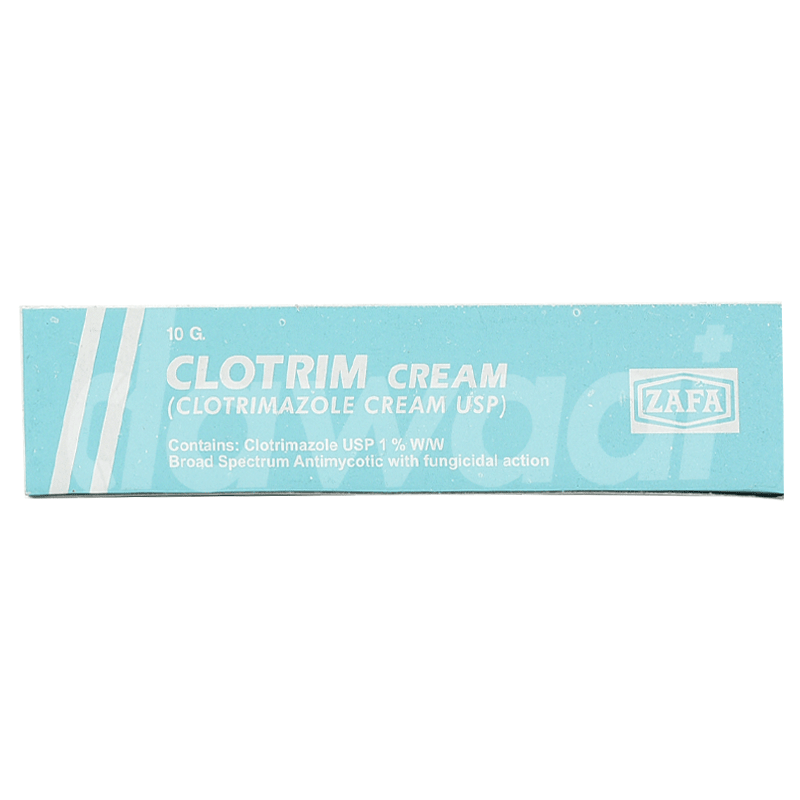 10 G.
CLOTRIM CREAM
(CLOTRIMAZOLE CREAM USP)
ZAFA
Contains: Clotrimazole USP 1 % W/W
Broad Spectrum Antimycotic with fungicidal action
dawaai